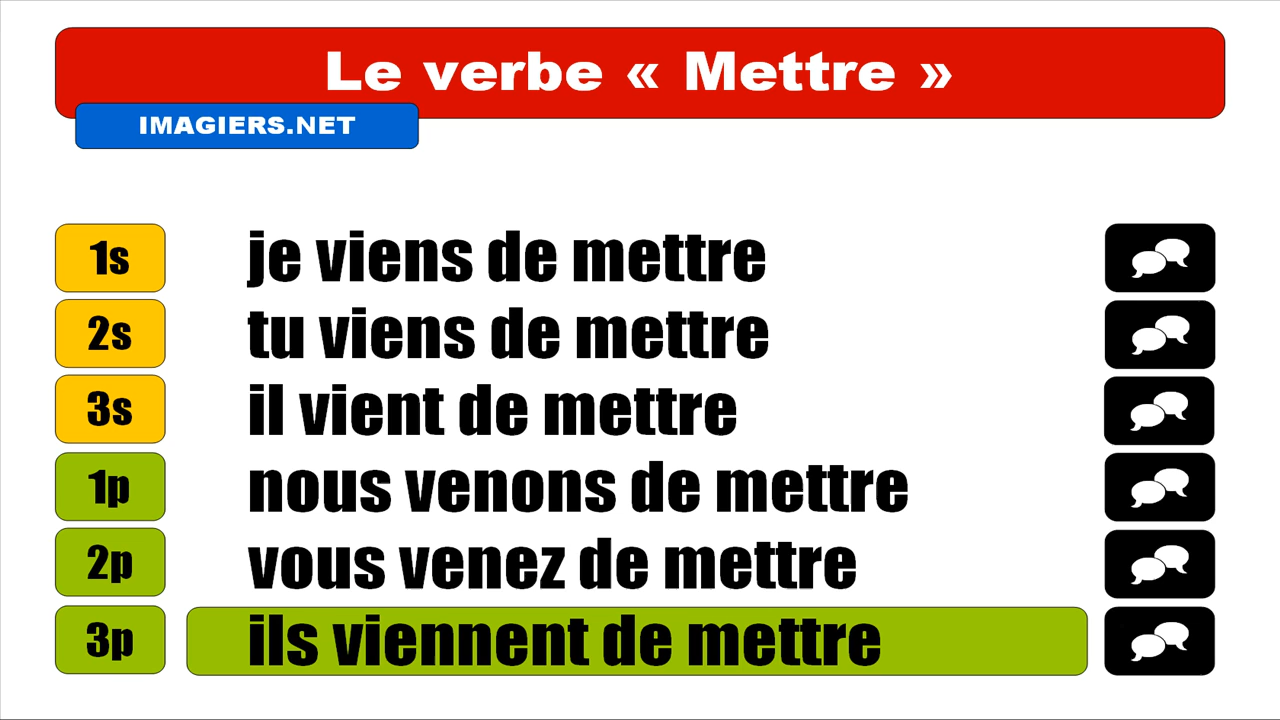 Le verbe « Mettre »
IMAGIERS.NET
1s je viens de mettre
2s tu viens de mettre
3s il vient de mettre
1p nous venons de mettre
2p vous venez de mettre
3p ils viennent de mettre